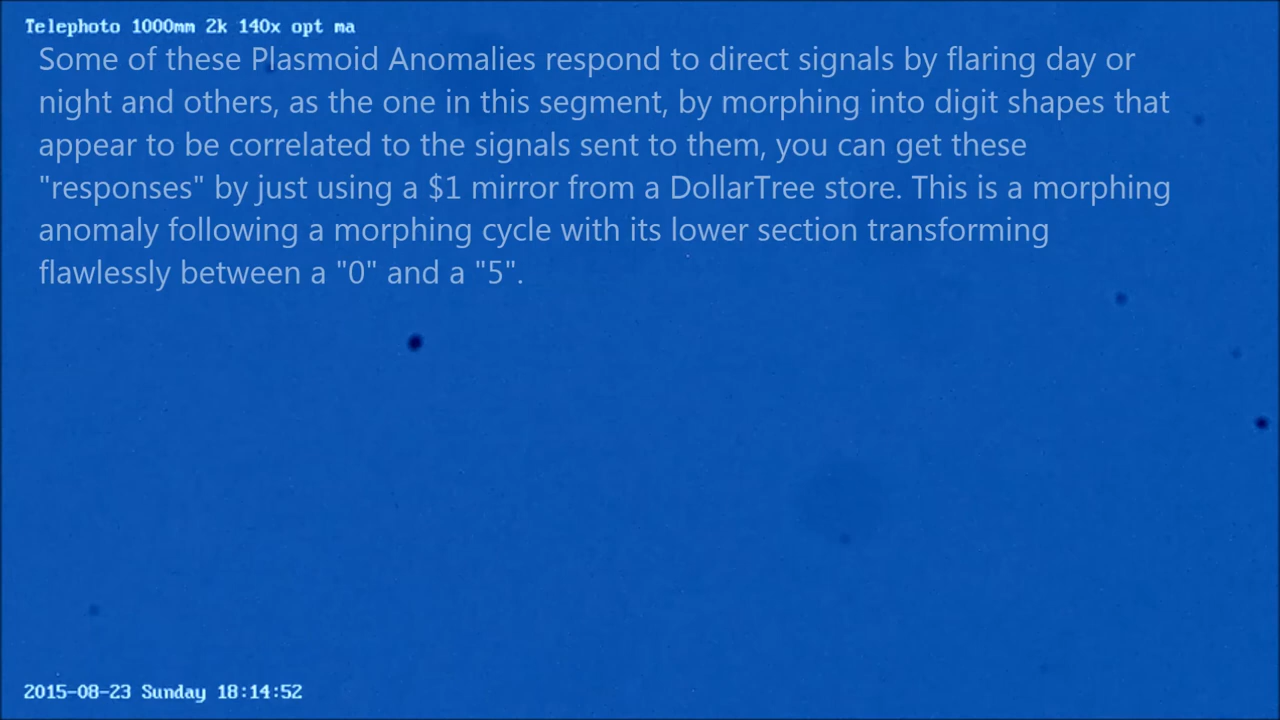 Telephoto 1000mm 2k 140x opt ma
Some of these Plasmoid Anomalies respond to direct signals by flaring day or
night and others, as the one in this segment, by morphing into digit shapes that
appear to be correlated to the signals sent to them, you can get these
"responses" by just using a $1 mirror from a DollarTree store. This is a morphing
anomaly following a morphing cycle with its lower section transforming
flawlessly between a "0" and a "5".
2015-08-23 Sunday 18:14:52